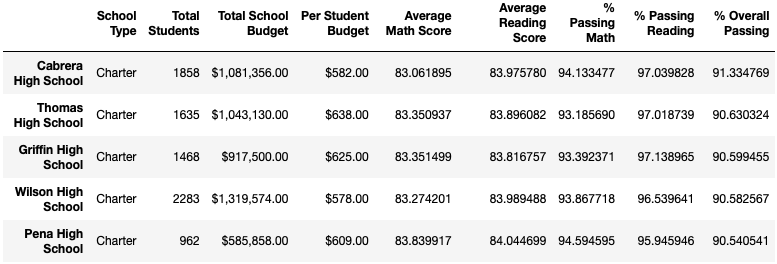 School Type Total Students Total School Budget Per Student Budget Average Math Score Average Reading Score % Passing Math % Passing Reading % Overall Passing
Cabrera High School Charter 1858 $1,081,356.00 $582.00 83.061895 83.975780 94.133477 97.039828 91.334769
Thomas High School Charter 1635 $1,043,130.00 $638.00 83.350937 83.896082 93.185690 97.018739 90.630324
Griffin High School Charter 1468 $917,500.00 $625.00 83.351499 83.816757 93.392371 97.138965 90.599455
Wilson High School Charter 2283 $1,319,574.00 $578.00 83.274201 83.989488 93.867718 96.539641 90.582567
Pena High School Charter 962 $585,858.00 $609.00 83.839917 84.044699 94.594595 95.945946 90.540541